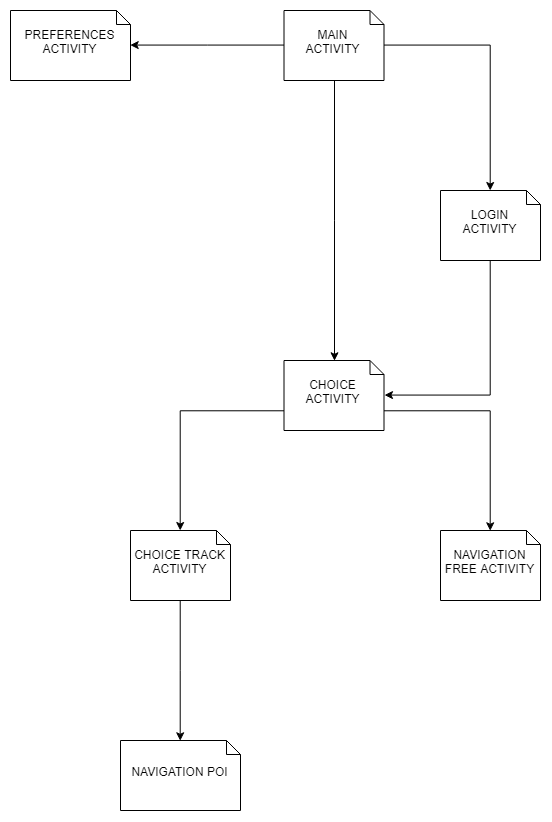 PREFERENCES
ACTIVITY
MAIN
ACTIVITY
LOGIN
ACTIVITY
CHOICE
ACTIVITY
CHOICE TRACK
ACTIVITY
NAVIGATION
FREE ACTIVITY
NAVIGATION POI